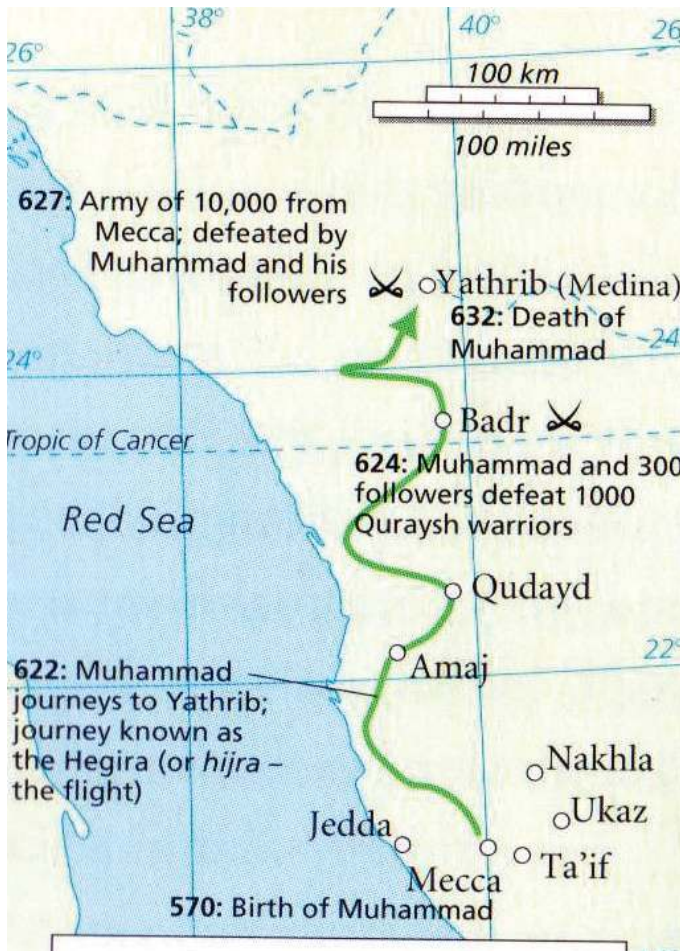 38°
40°
26°
26
100 km
100 miles
627: Army of 10,000 from
Mecca; defeated by
Muhammad and his
followers
Yathrib (Medina)
632: Death of
Muhammad
24°
24
Badr
Tropic of Cancer
624: Muhammad and 300
followers defeat 1000
Quraysh warriors
Red Sea
Qudayd
Amaj
22°
622: Muhammad
journeys to Yathrib;
journey known as
the Hegira (or hijra –
the flight)
Nakhla
Ukaz
Jedda
Mecca
Ta'if
570: Birth of Muhammad